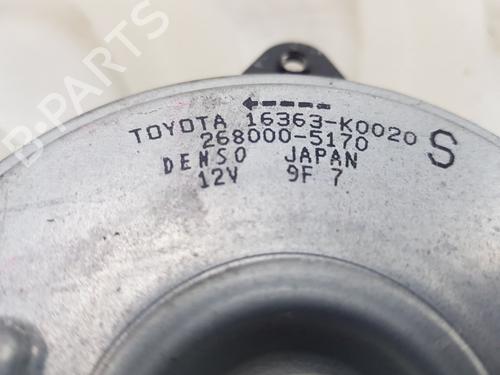 TOYOTA 16363-K0020 S
268000-5170
DENSO JAPAN
12V 9F 7
B-Parts